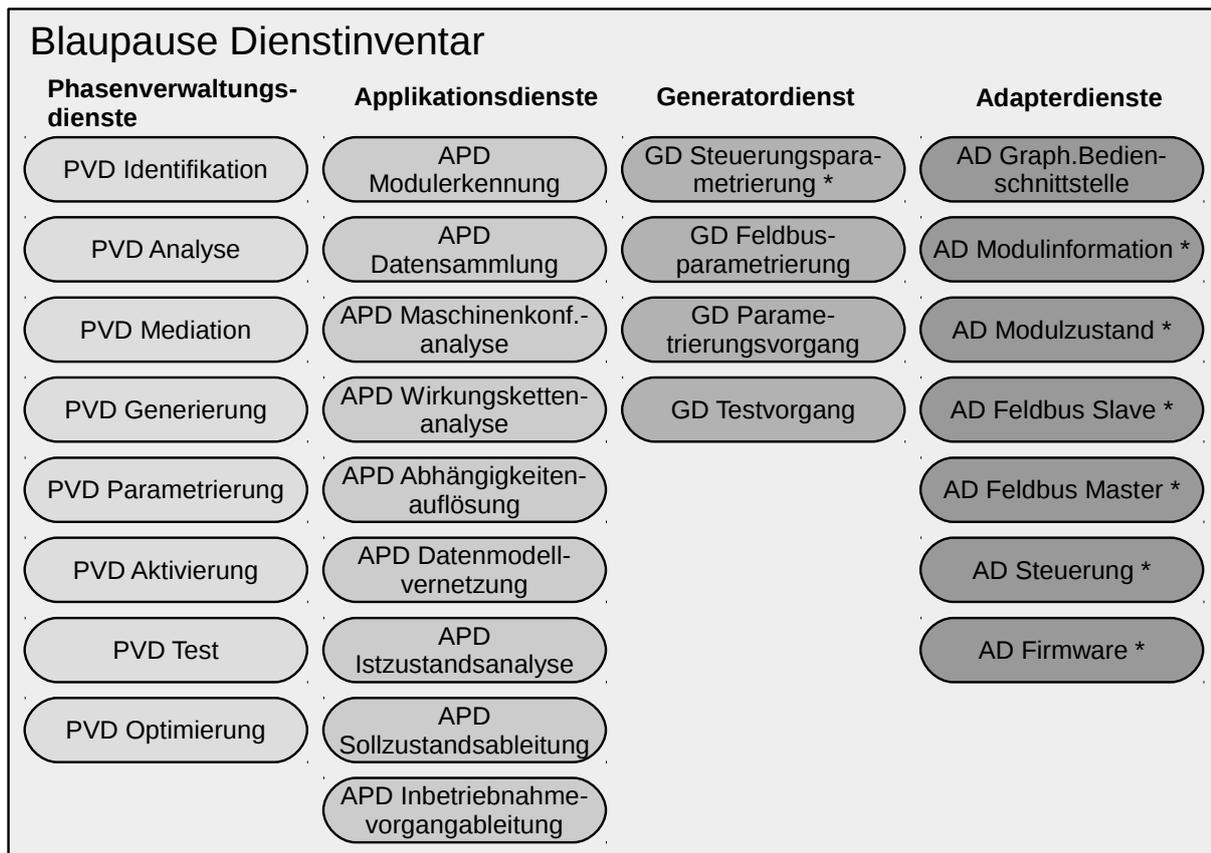 Blaupause Dienstinventar
Phasenverwaltungs-
dienste
PVD Identifikation
PVD Analyse
PVD Mediation
PVD Generierung
PVD Parametrierung
PVD Aktivierung
PVD Test
PVD Optimierung
Applikationsdienste
APD
Modulerkennung
APD
Datensammlung
APD Maschinenkonf.-
analyse
APD Wirkungsketten-
analyse
APD Abhängigkeiten-
auflösung
APD Datenmodell-
vernetzung
APD
Istzustandsanalyse
APD
Sollzustandsableitung
APD Inbetriebnahme-
vorgangableitung
Generatordienst
GD Steuerungspara-
metrierung *
GD Feldbus-
parametrierung
GD Parame-
trierungsvorgang
GD Testvorgang
Adapterdienste
AD Graph.Bedien-
schnittstelle
AD Modulinformation *
AD Modulzustand *
AD Feldbus Slave *
AD Feldbus Master *
AD Steuerung *
AD Firmware *